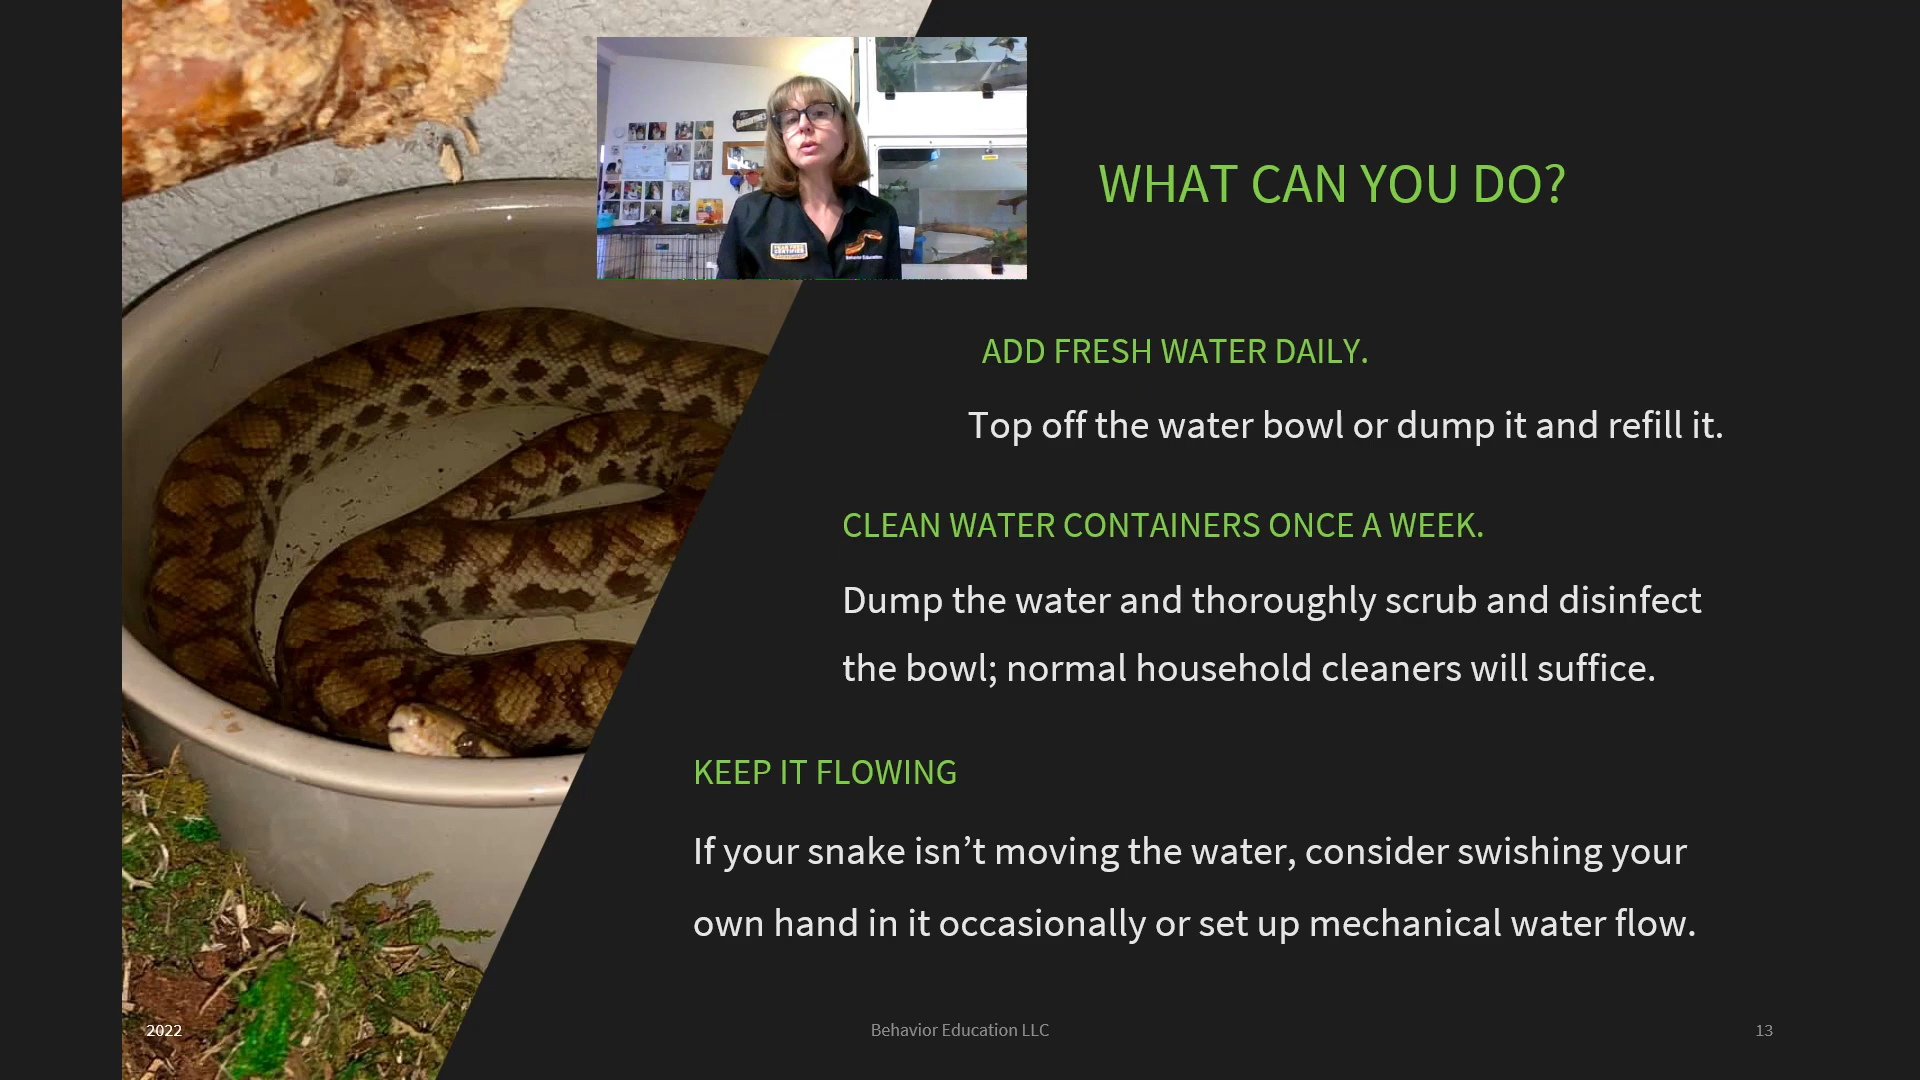 WHAT CAN YOU DO?
ADD FRESH WATER DAILY.
Top off the water bowl or dump it and refill it.
CLEAN WATER CONTAINERS ONCE A WEEK.
Dump the water and thoroughly scrub and disinfect
the bowl; normal household cleaners will suffice.
KEEP IT FLOWING
If your snake isn’t moving the water, consider swishing your
own hand in it occasionally or set up mechanical water flow.
2022
Behavior Education LLC
13